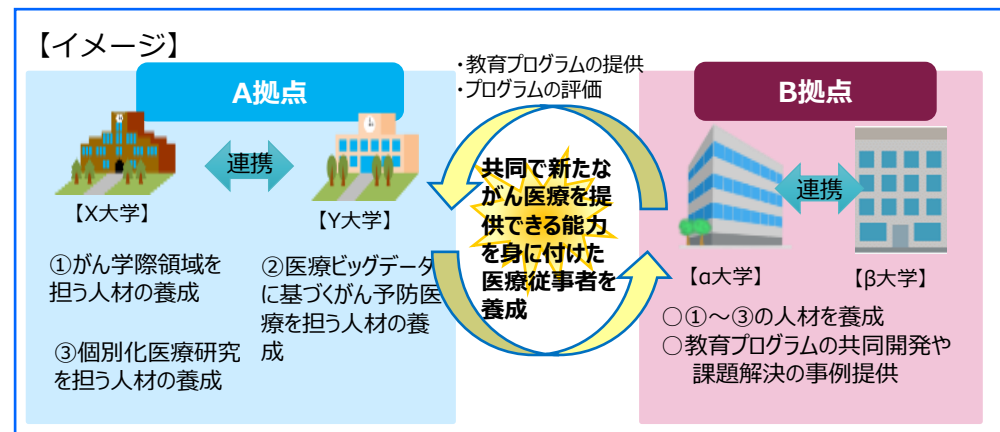 【イメージ】
A拠点
・教育プログラムの提供
・プログラムの評価
B拠点
連携
【X大学】
【Y大学】
①がん学際領域を
担う人材の養成
③個別化医療研究
を担う人材の養成
②医療ビッグデータ
に基づくがん予防医
療を担う人材の養
成
共同で新たな
がん医療を提
供できる能力
を身に付けた
医療従事者を
養成
連携
【α大学】
【β大学】
○①～③の人材を養成
○教育プログラムの共同開発や
課題解決の事例提供